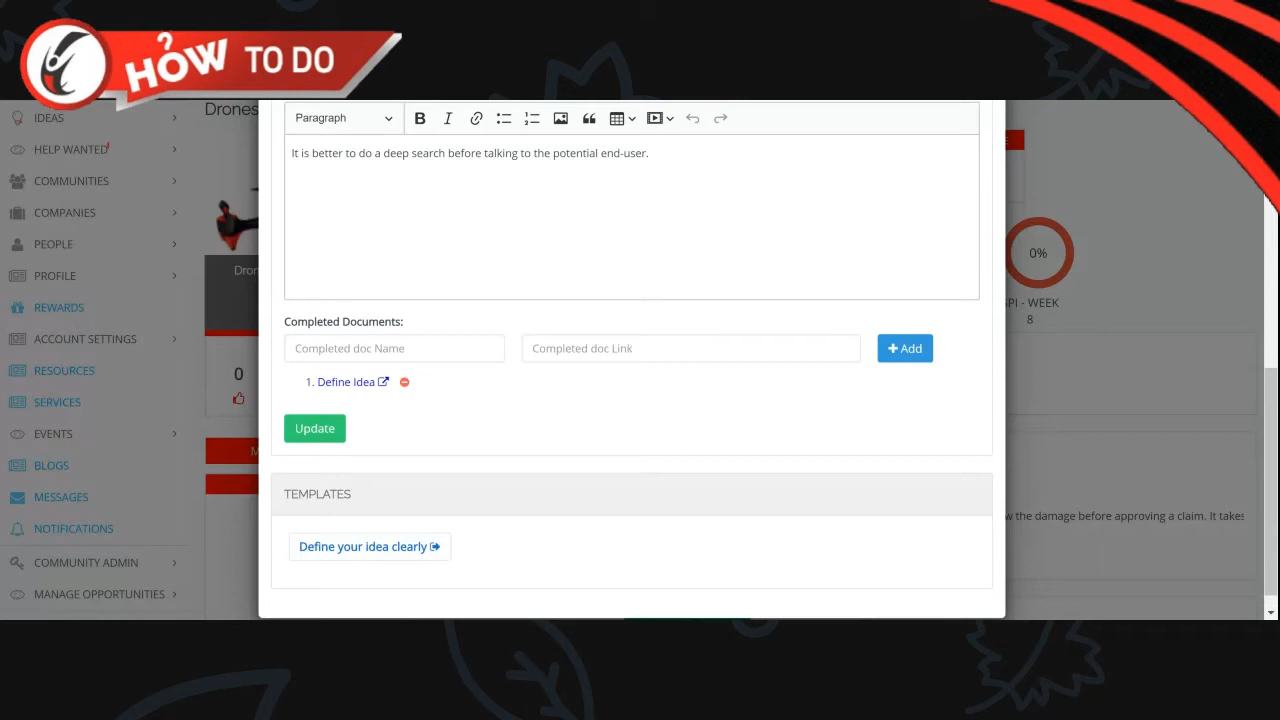 ? HOW TO DO
Drones
IDEAS
HELP WANTED
COMMUNITIES
COMPANIES
PEOPLE
PROFILE
REWARDS
ACCOUNT SETTINGS
RESOURCES
SERVICES
EVENTS
BLOGS
MESSAGES
NOTIFICATIONS
COMMUNITY ADMIN
MANAGE OPPORTUNITIES
Dron
0
M
Paragraph
It is better to do a deep search before talking to the potential end-user.
Completed Documents:
Completed doc Name
Completed doc Link
+ Add
1. Define Idea
Update
TEMPLATES
Define your idea clearly
E
0%
SPI - WEEK
8
w the damage before approving a claim. It takes